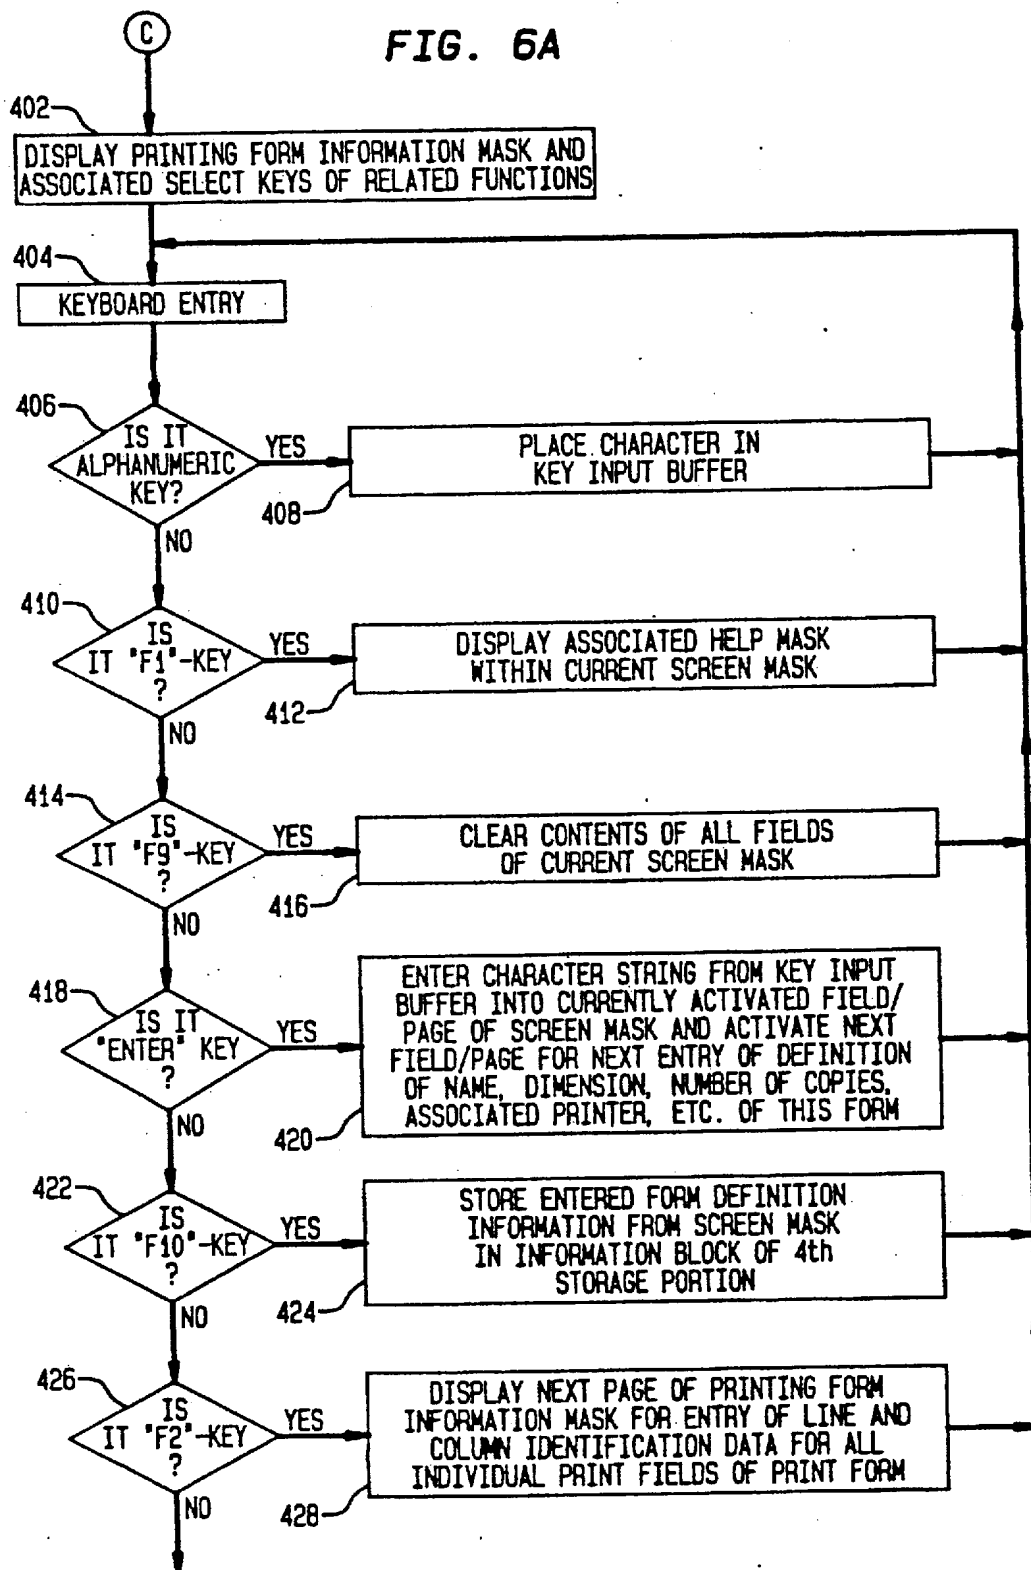 C
FIG. 6A
402
DISPLAY PRINTING FORM INFORMATION MASK AND
ASSOCIATED SELECT KEYS OF RELATED FUNCTIONS
404
KEYBOARD ENTRY
406
IS IT
ALPHANUMERIC
KEY?
YES
NO
PLACE CHARACTER IN
KEY INPUT BUFFER
408
410
IS
IT "F1"-KEY
?
YES
NO
DISPLAY ASSOCIATED HELP MASK
WITHIN CURRENT SCREEN MASK
412
414
IS
IT "F9"-KEY
?
YES
NO
CLEAR CONTENTS OF ALL FIELDS
OF CURRENT SCREEN MASK
416
418
IS IT
"ENTER" KEY
?
YES
NO
ENTER CHARACTER STRING FROM KEY INPUT
BUFFER INTO CURRENTLY ACTIVATED FIELD/
PAGE OF SCREEN MASK AND ACTIVATE NEXT
FIELD/PAGE FOR NEXT ENTRY OF DEFINITION
OF NAME, DIMENSION, NUMBER OF COPIES,
ASSOCIATED PRINTER, ETC. OF THIS FORM
420
422
IS
IT "F10"-KEY
?
YES
NO
STORE ENTERED FORM DEFINITION
INFORMATION FROM SCREEN MASK
IN INFORMATION BLOCK OF 4th
STORAGE PORTION
424
426
IS
IT "F2"-KEY
?
YES
NO
DISPLAY NEXT PAGE OF PRINTING FORM
INFORMATION MASK FOR ENTRY OF LINE AND
COLUMN IDENTIFICATION DATA FOR ALL
INDIVIDUAL PRINT FIELDS OF PRINT FORM
428